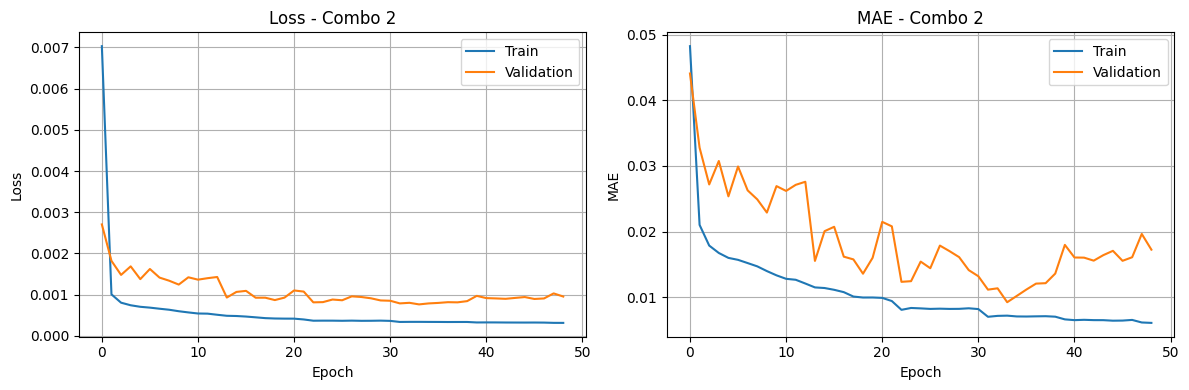 Loss - Combo 2
Train
Validation
0.007
0.006
0.005
0.004
0.003
0.002
0.001
0.000
Loss
0 10 20 30 40 50
Epoch
MAE - Combo 2
Train
Validation
0.05
0.04
0.03
0.02
0.01
MAE
0 10 20 30 40 50
Epoch